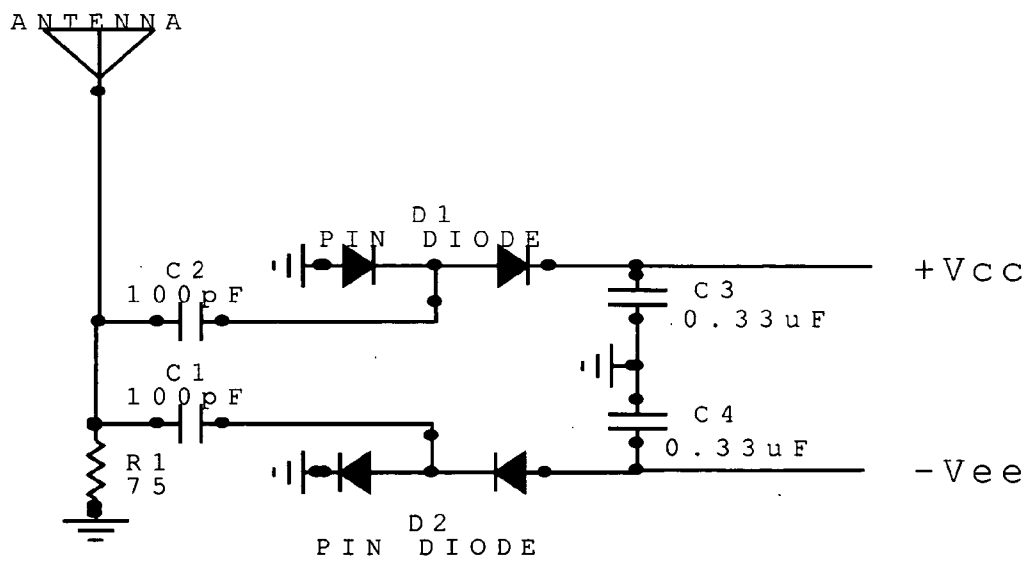 ANTENNA
D1
PIN DIODE
C2
100pF
+Vcc
C3
0.33uF
C1
100pF
C4
0.33uF
R1
75
-Vee
D2
PIN DIODE